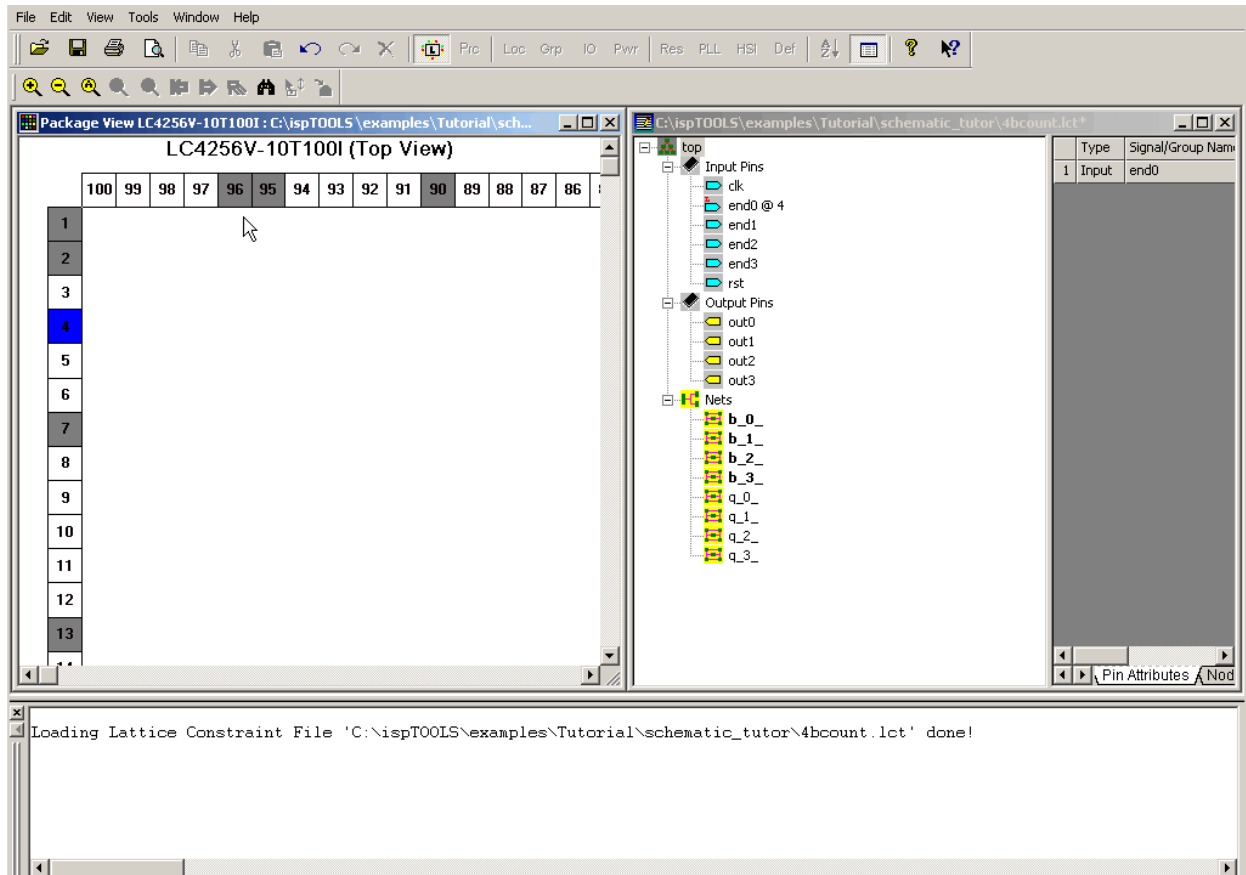 File Edit View Tools Window Help
Prc Loc Grp IO Pwr Res PLL HSI Def
Package View LC4256V-10T100I : C:\ispTOOLS\examples\Tutorial\sch...
LC4256V-10T100I (Top View)
100 99 98 97 96 95 94 93 92 91 90 89 88 87 86
1
2
3
4
5
6
7
8
9
10
11
12
13
C:\ispTOOLS\examples\Tutorial\schematic_tutor\4bcount.lct*
top
Input Pins
clk
end0 @ 4
end1
end2
end3
rst
Output Pins
out0
out1
out2
out3
Nets
b_0_
b_1_
b_2_
b_3_
q_0_
q_1_
q_2_
q_3_
Type Signal/Group Nam
1 Input end0
Pin Attributes Nod
Loading Lattice Constraint File 'C:\ispTOOLS\examples\Tutorial\schematic_tutor\4bcount.lct' done!